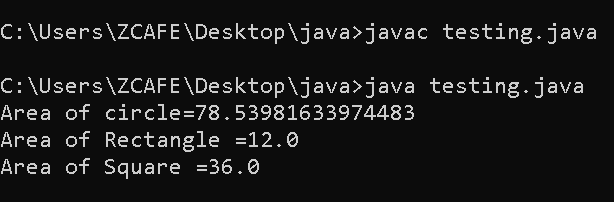 C:\Users\ZCAFE\Desktop\java>javac testing.java
C:\Users\ZCAFE\Desktop\java>java testing.java
Area of circle=78.53981633974483
Area of Rectangle =12.0
Area of Square =36.0